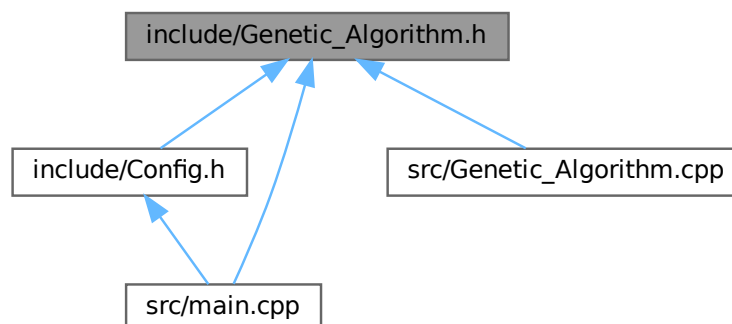 include/Genetic_Algorithm.h
include/Config.h
src/Genetic_Algorithm.cpp
src/main.cpp